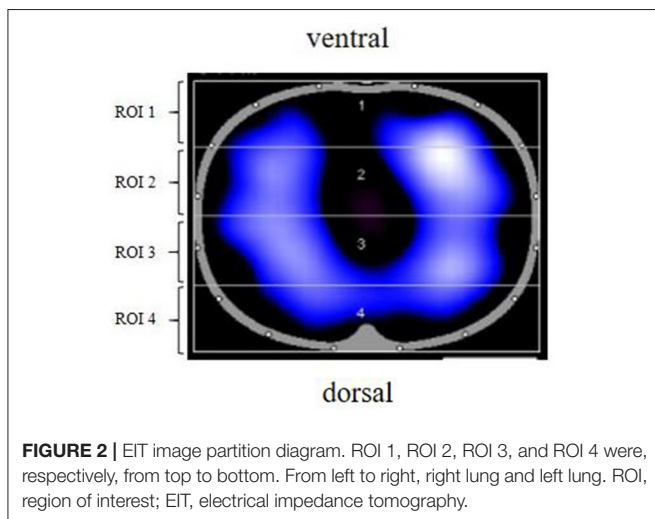 ventral
ROI 1
1
ROI 2
2
ROI 3
3
ROI 4
4
dorsal
FIGURE 2 | EIT image partition diagram. ROI 1, ROI 2, ROI 3, and ROI 4 were,
respectively, from top to bottom. From left to right, right lung and left lung. ROI,
region of interest; EIT, electrical impedance tomography.